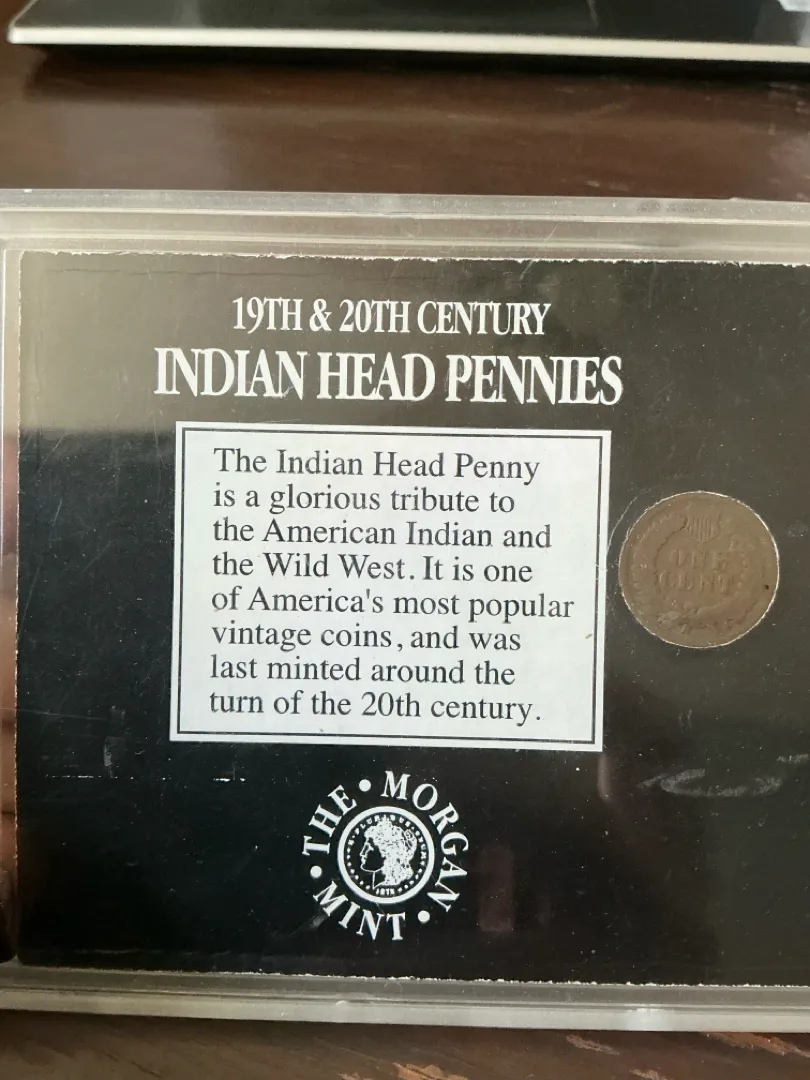 19TH & 20TH CENTURY
INDIAN HEAD PENNIES
The Indian Head Penny
is a glorious tribute to
the American Indian and
the Wild West. It is one
of America's most popular
vintage coins, and was
last minted around the
turn of the 20th century.
ONE
CENT
THE • MORGAN
• MINT •